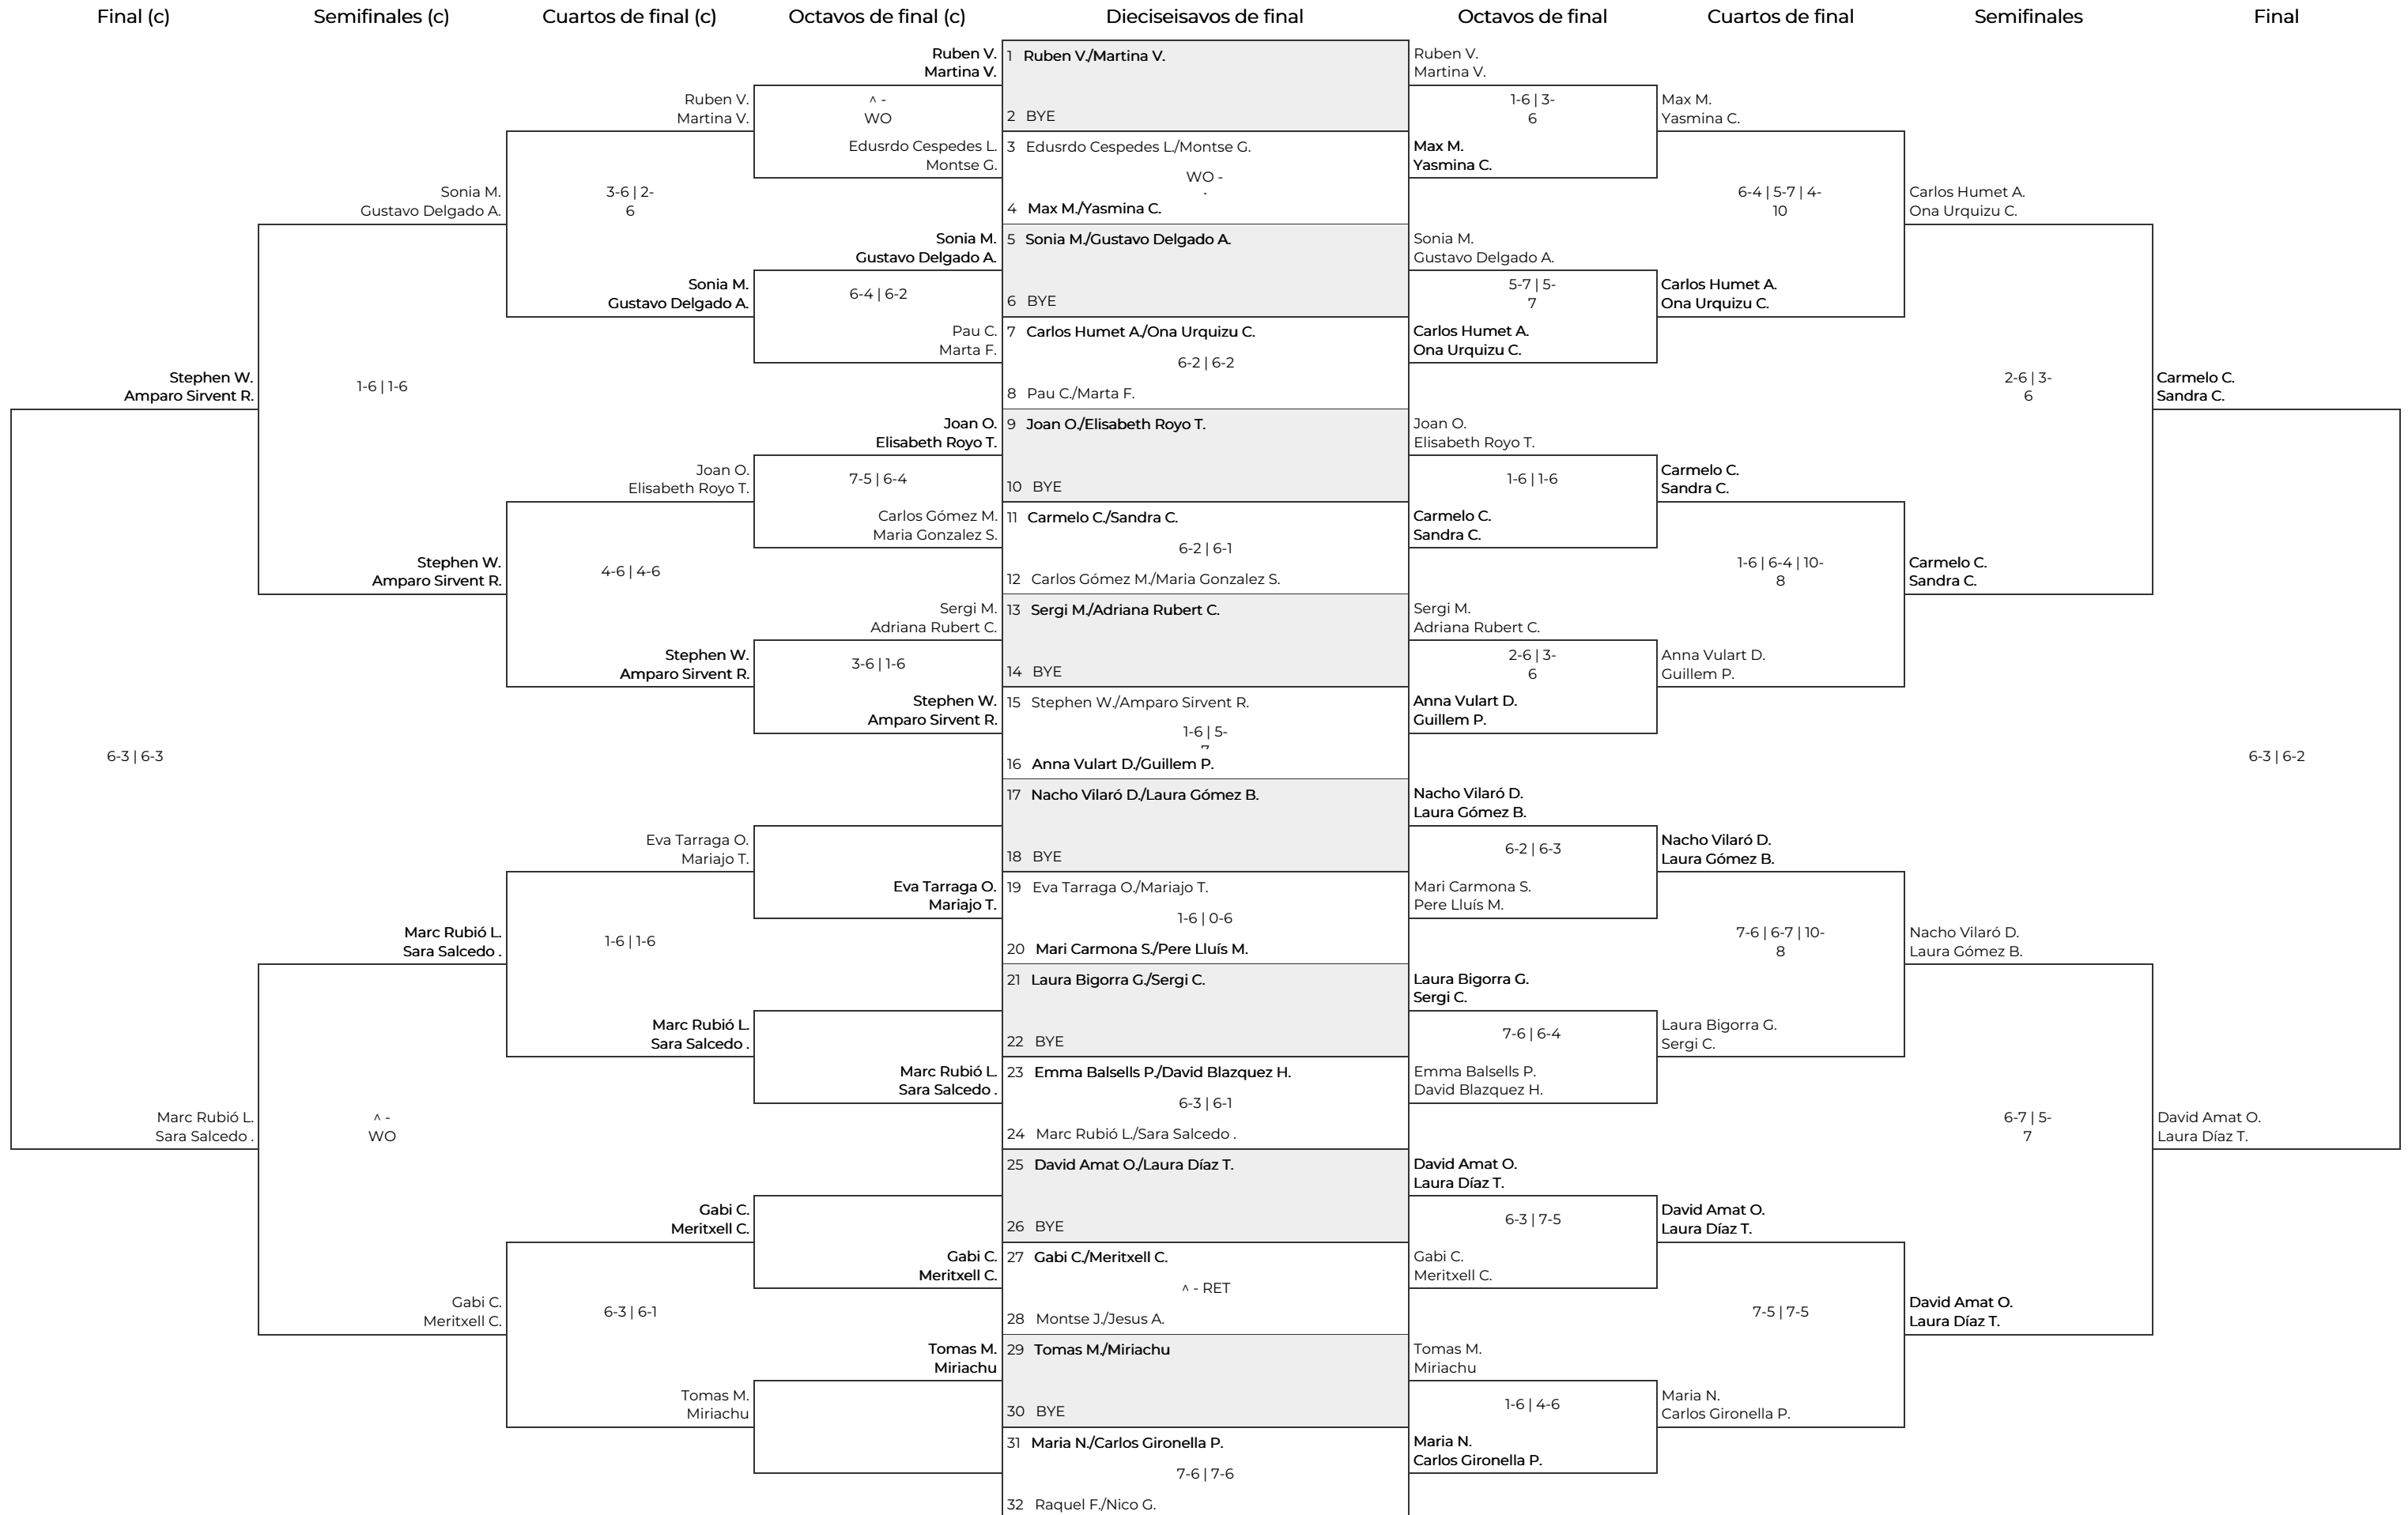 Final (c)
Semifinales (c)
Cuartos de final (c)
Octavos de final (c)
Dieciseisavos de final
Octavos de final
Cuartos de final
Semifinales
Final
Stephen W.
Amparo Sirvent R.
6-3 | 6-3
Marc Rubió L.
Sara Salcedo .
Sonia M.
Gustavo Delgado A.
1-6 | 1-6
Stephen W.
Amparo Sirvent R.
Marc Rubió L.
Sara Salcedo .
^ -
WO
Gabi C.
Meritxell C.
Ruben V.
Martina V.
3-6 | 2-
6
Sonia M.
Gustavo Delgado A.
Joan O.
Elisabeth Royo T.
4-6 | 4-6
Stephen W.
Amparo Sirvent R.
Eva Tarraga O.
Mariajo T.
1-6 | 1-6
Marc Rubió L.
Sara Salcedo .
Gabi C.
Meritxell C.
6-3 | 6-1
Tomas M.
Miriachu
Ruben V.
Martina V.
^ -
WO
Edusrdo Cespedes L.
Montse G.
Sonia M.
Gustavo Delgado A.
6-4 | 6-2
Pau C.
Marta F.
Joan O.
Elisabeth Royo T.
7-5 | 6-4
Carlos Gómez M.
Maria Gonzalez S.
Sergi M.
Adriana Rubert C.
3-6 | 1-6
Stephen W.
Amparo Sirvent R.
Eva Tarraga O.
Mariajo T.
Marc Rubió L.
Sara Salcedo .
Gabi C.
Meritxell C.
Tomas M.
Miriachu
1 Ruben V./Martina V.
2 BYE
3 Edusrdo Cespedes L./Montse G.
WO -
4 Max M./Yasmina C.
5 Sonia M./Gustavo Delgado A.
6 BYE
7 Carlos Humet A./Ona Urquizu C.
6-2 | 6-2
8 Pau C./Marta F.
9 Joan O./Elisabeth Royo T.
10 BYE
11 Carmelo C./Sandra C.
6-2 | 6-1
12 Carlos Gómez M./Maria Gonzalez S.
13 Sergi M./Adriana Rubert C.
14 BYE
15 Stephen W./Amparo Sirvent R.
1-6 | 5-
7
16 Anna Vulart D./Guillem P.
17 Nacho Vilaró D./Laura Gómez B.
18 BYE
19 Eva Tarraga O./Mariajo T.
1-6 | 0-6
20 Mari Carmona S./Pere Lluís M.
21 Laura Bigorra G./Sergi C.
22 BYE
23 Emma Balsells P./David Blazquez H.
6-3 | 6-1
24 Marc Rubió L./Sara Salcedo .
25 David Amat O./Laura Díaz T.
26 BYE
27 Gabi C./Meritxell C.
^ - RET
28 Montse J./Jesus A.
29 Tomas M./Miriachu
30 BYE
31 Maria N./Carlos Gironella P.
7-6 | 7-6
32 Raquel F./Nico G.
Ruben V.
Martina V.
1-6 | 3-
6
Max M.
Yasmina C.
Sonia M.
Gustavo Delgado A.
5-7 | 5-
7
Carlos Humet A.
Ona Urquizu C.
Joan O.
Elisabeth Royo T.
1-6 | 1-6
Carmelo C.
Sandra C.
Sergi M.
Adriana Rubert C.
2-6 | 3-
6
Anna Vulart D.
Guillem P.
Nacho Vilaró D.
Laura Gómez B.
6-2 | 6-3
Mari Carmona S.
Pere Lluís M.
Laura Bigorra G.
Sergi C.
7-6 | 6-4
Emma Balsells P.
David Blazquez H.
David Amat O.
Laura Díaz T.
6-3 | 7-5
Gabi C.
Meritxell C.
Tomas M.
Miriachu
1-6 | 4-6
Maria N.
Carlos Gironella P.
Max M.
Yasmina C.
6-4 | 5-7 | 4-
10
Carlos Humet A.
Ona Urquizu C.
Carmelo C.
Sandra C.
1-6 | 6-4 | 10-
8
Anna Vulart D.
Guillem P.
Nacho Vilaró D.
Laura Gómez B.
7-6 | 6-7 | 10-
8
Laura Bigorra G.
Sergi C.
David Amat O.
Laura Díaz T.
7-5 | 7-5
Maria N.
Carlos Gironella P.
Carlos Humet A.
Ona Urquizu C.
2-6 | 3-
6
Carmelo C.
Sandra C.
Nacho Vilaró D.
Laura Gómez B.
6-7 | 5-
7
David Amat O.
Laura Díaz T.
Carmelo C.
Sandra C.
6-3 | 6-2
David Amat O.
Laura Díaz T.